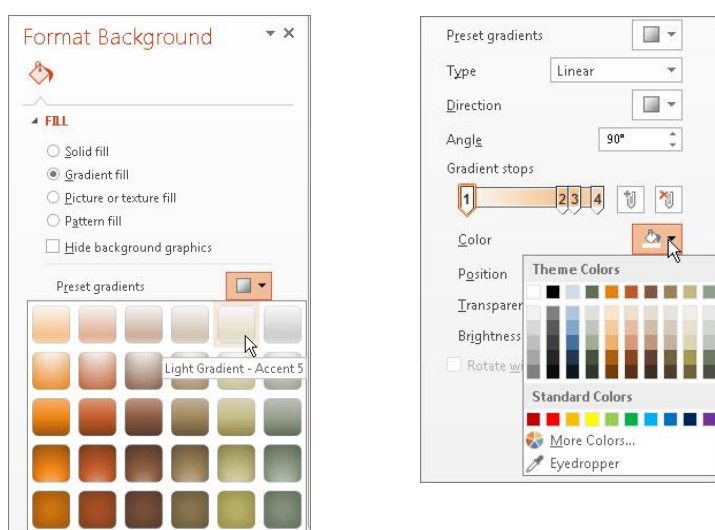 Format Background
FILL
Solid fill
Gradient fill
Picture or texture fill
Pattern fill
Hide background graphics
Preset gradients
Light Gradient - Accent 5
Preset gradients
Type Linear
Direction
Angle 90°
Gradient stops
1 2 3 4
Color
Position
Transparen
Brightness
Rotate wi
Theme Colors
Standard Colors
More Colors...
Eyedropper